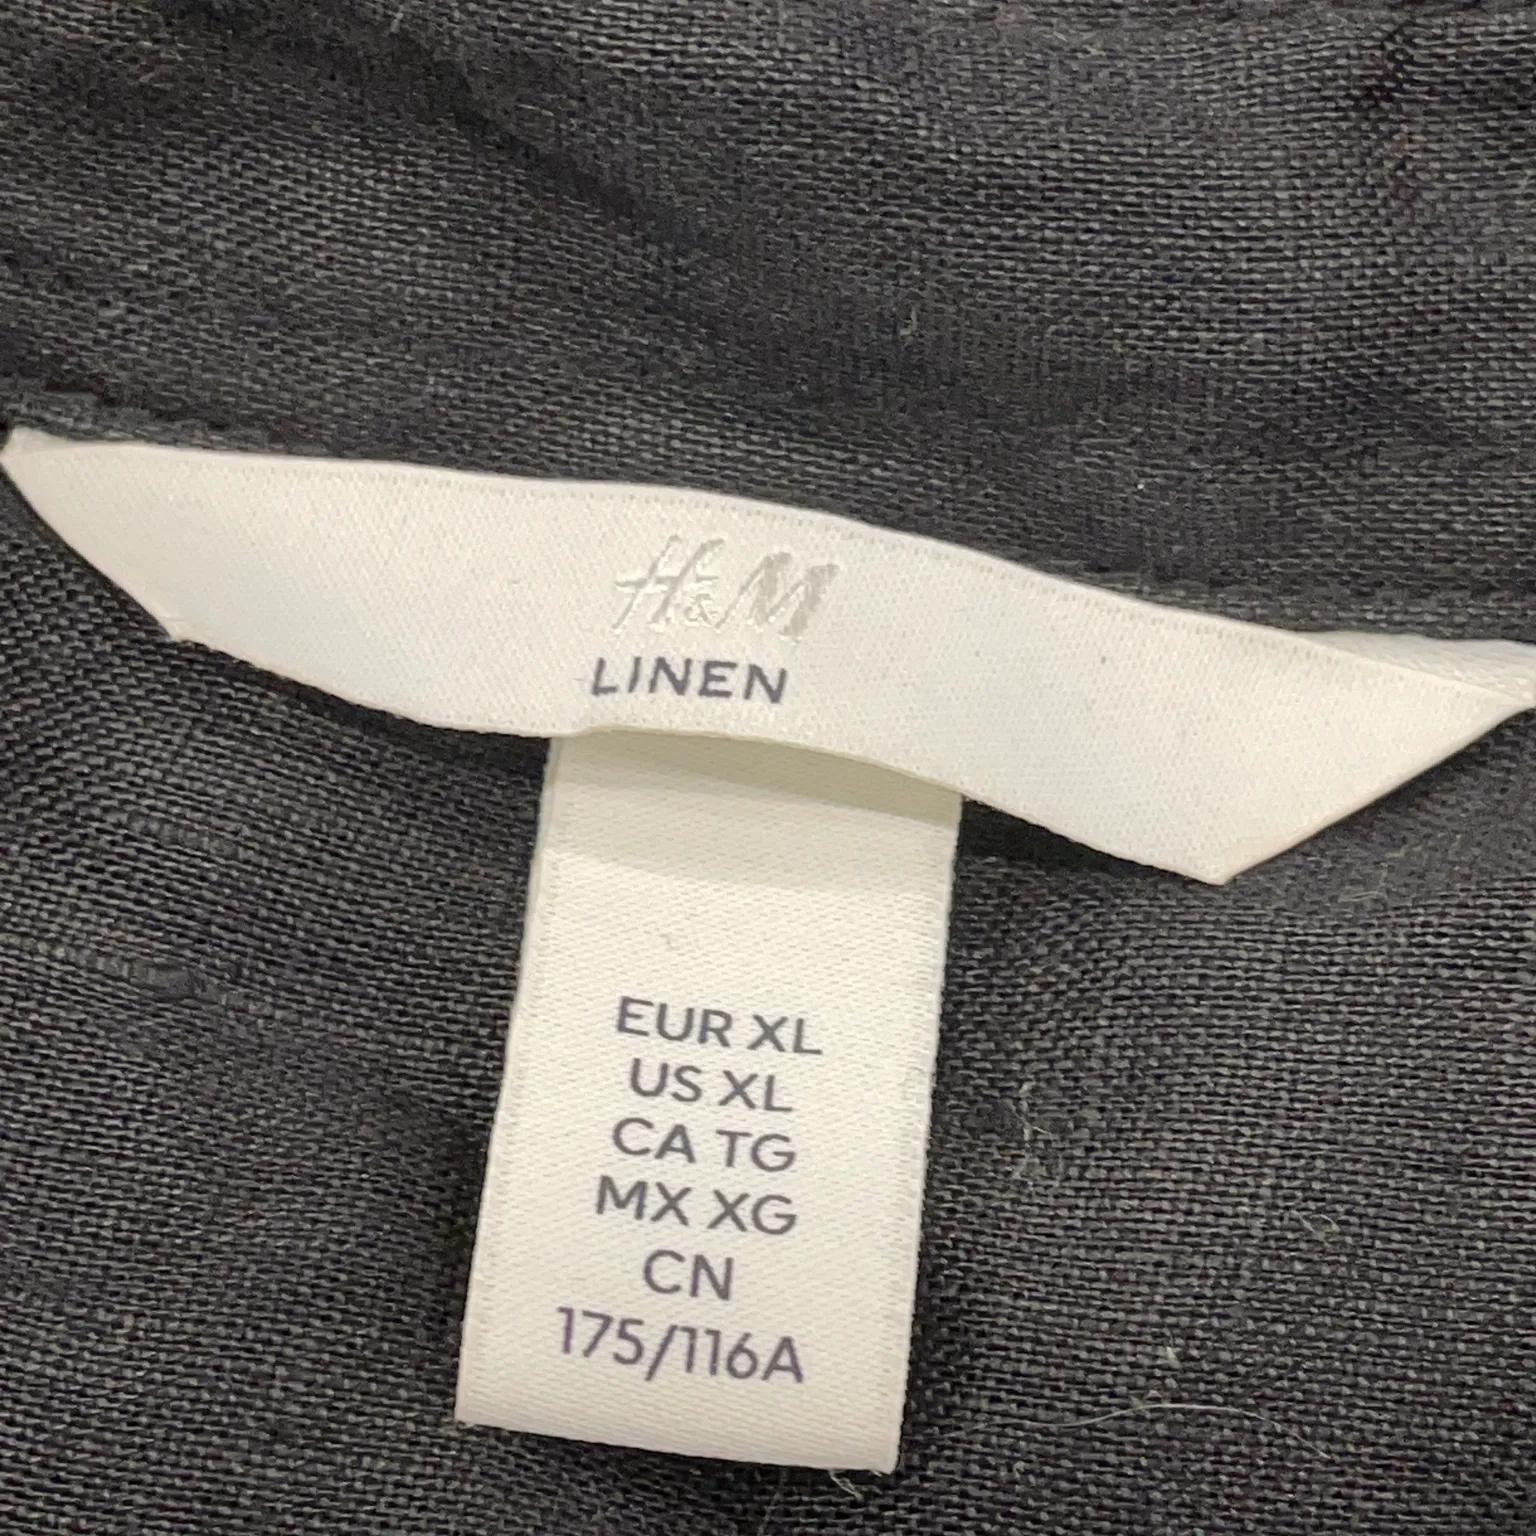 H&M
LINEN
EUR XL
US XL
CA TG
MX XG
CN
175/116A